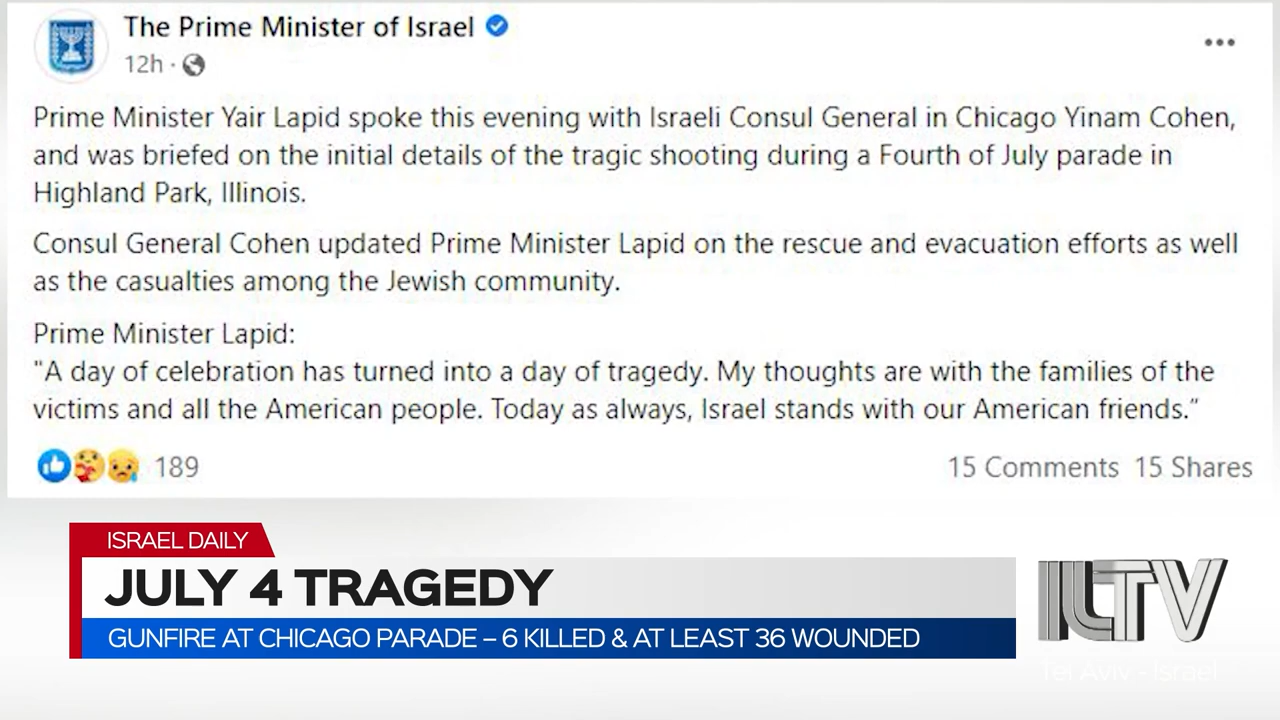 The Prime Minister of Israel
12h ·
Prime Minister Yair Lapid spoke this evening with Israeli Consul General in Chicago Yinam Cohen,
and was briefed on the initial details of the tragic shooting during a Fourth of July parade in
Highland Park, Illinois.
Consul General Cohen updated Prime Minister Lapid on the rescue and evacuation efforts as well
as the casualties among the Jewish community.
Prime Minister Lapid:
"A day of celebration has turned into a day of tragedy. My thoughts are with the families of the
victims and all the American people. Today as always, Israel stands with our American friends.”
189
15 Comments 15 Shares
ISRAEL DAILY
JULY 4 TRAGEDY
GUNFIRE AT CHICAGO PARADE – 6 KILLED & AT LEAST 36 WOUNDED
ILTV
Tel Aviv - Israel